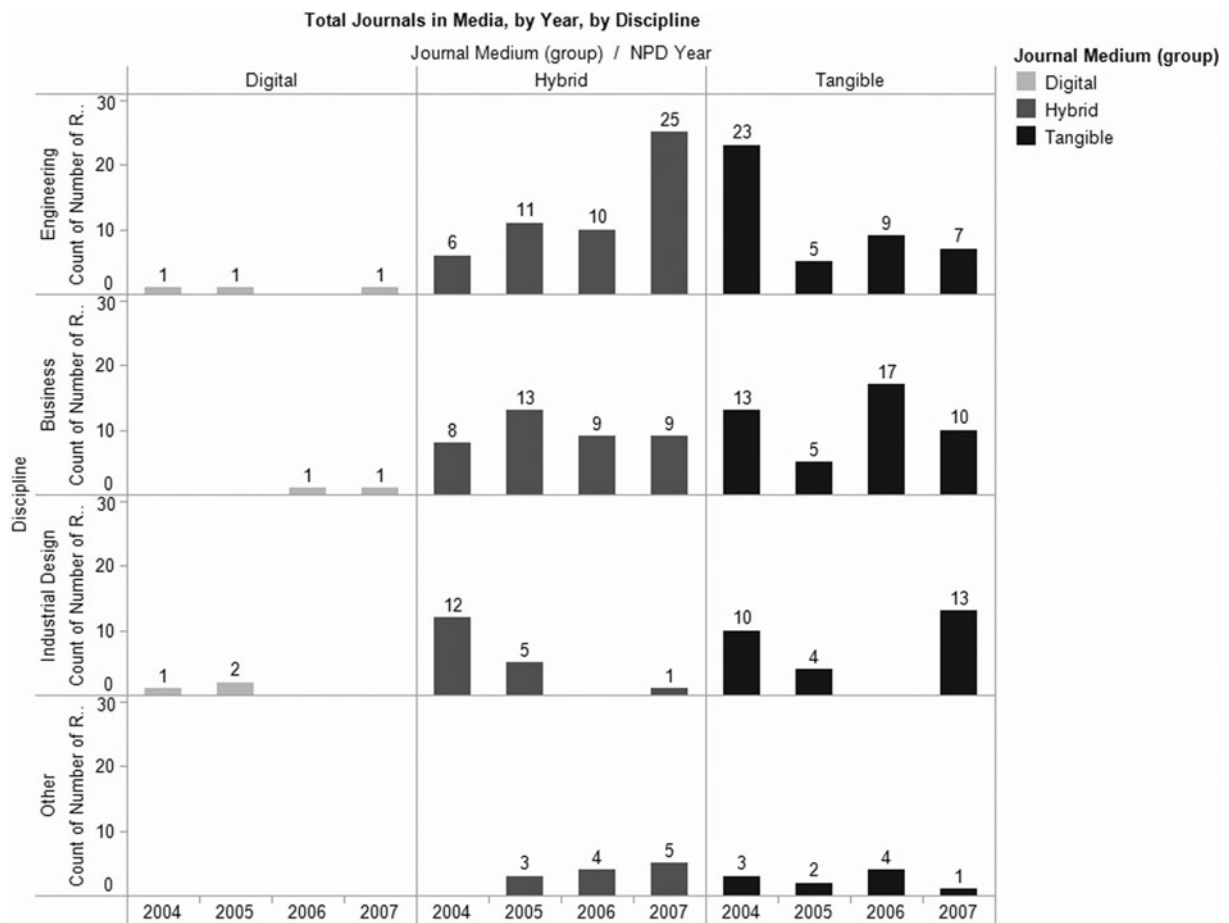 Total Journals in Media, by Year, by Discipline
Journal Medium (group) / NPD Year
Digital Hybrid Tangible
Journal Medium (group)
Digital
Hybrid
Tangible
Discipline
Engineering
Count of Number of R..
30
20
10
0
1 1 1
6 11 10 25
23 5 9 7
Business
Count of Number of R..
30
20
10
0
1 1
8 13 9 9
13 5 17 10
Industrial Design
Count of Number of R..
30
20
10
0
1 2
12 5 1
10 4 13
Other
Count of Number of R..
30
20
10
0
3 4 5
3 2 4 1
2004 2005 2006 2007 2004 2005 2006 2007 2004 2005 2006 2007